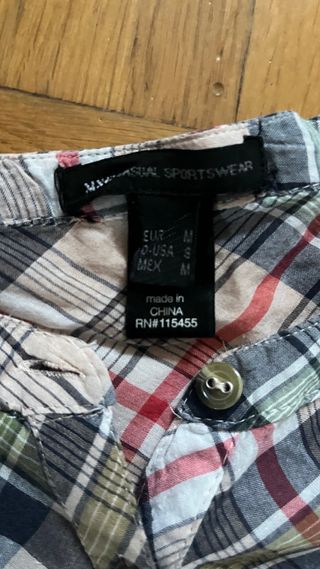 CASUAL SPORTSWEAR
EUR M
USA S
MEX M
made in
CHINA
RN#115455